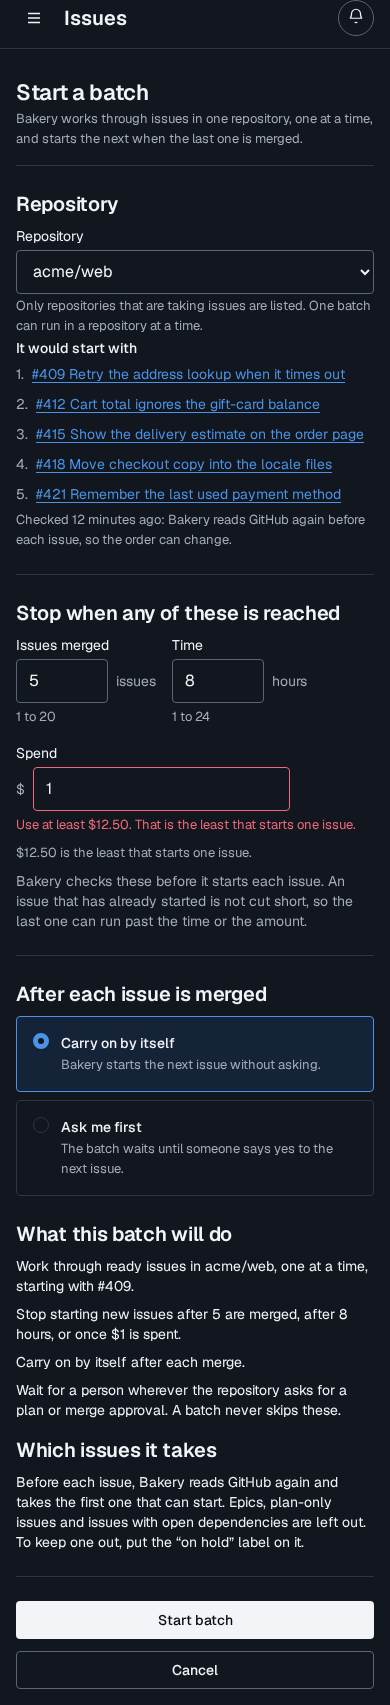 Issues
Start a batch
Bakery works through issues in one repository, one at a time,
and starts the next when the last one is merged.
Repository
Repository
acme/web
Only repositories that are taking issues are listed. One batch
can run in a repository at a time.
It would start with
1. #409 Retry the address lookup when it times out
2. #412 Cart total ignores the gift-card balance
3. #415 Show the delivery estimate on the order page
4. #418 Move checkout copy into the locale files
5. #421 Remember the last used payment method
Checked 12 minutes ago: Bakery reads GitHub again before
each issue, so the order can change.
Stop when any of these is reached
Issues merged Time
5 issues 8 hours
1 to 20 1 to 24
Spend
$ 1
Use at least $12.50. That is the least that starts one issue.
$12.50 is the least that starts one issue.
Bakery checks these before it starts each issue. An
issue that has already started is not cut short, so the
last one can run past the time or the amount.
After each issue is merged
Carry on by itself
Bakery starts the next issue without asking.
Ask me first
The batch waits until someone says yes to the
next issue.
What this batch will do
Work through ready issues in acme/web, one at a time,
starting with #409.
Stop starting new issues after 5 are merged, after 8
hours, or once $1 is spent.
Carry on by itself after each merge.
Wait for a person wherever the repository asks for a
plan or merge approval. A batch never skips these.
Which issues it takes
Before each issue, Bakery reads GitHub again and
takes the first one that can start. Epics, plan-only
issues and issues with open dependencies are left out.
To keep one out, put the “on hold” label on it.
Start batch
Cancel